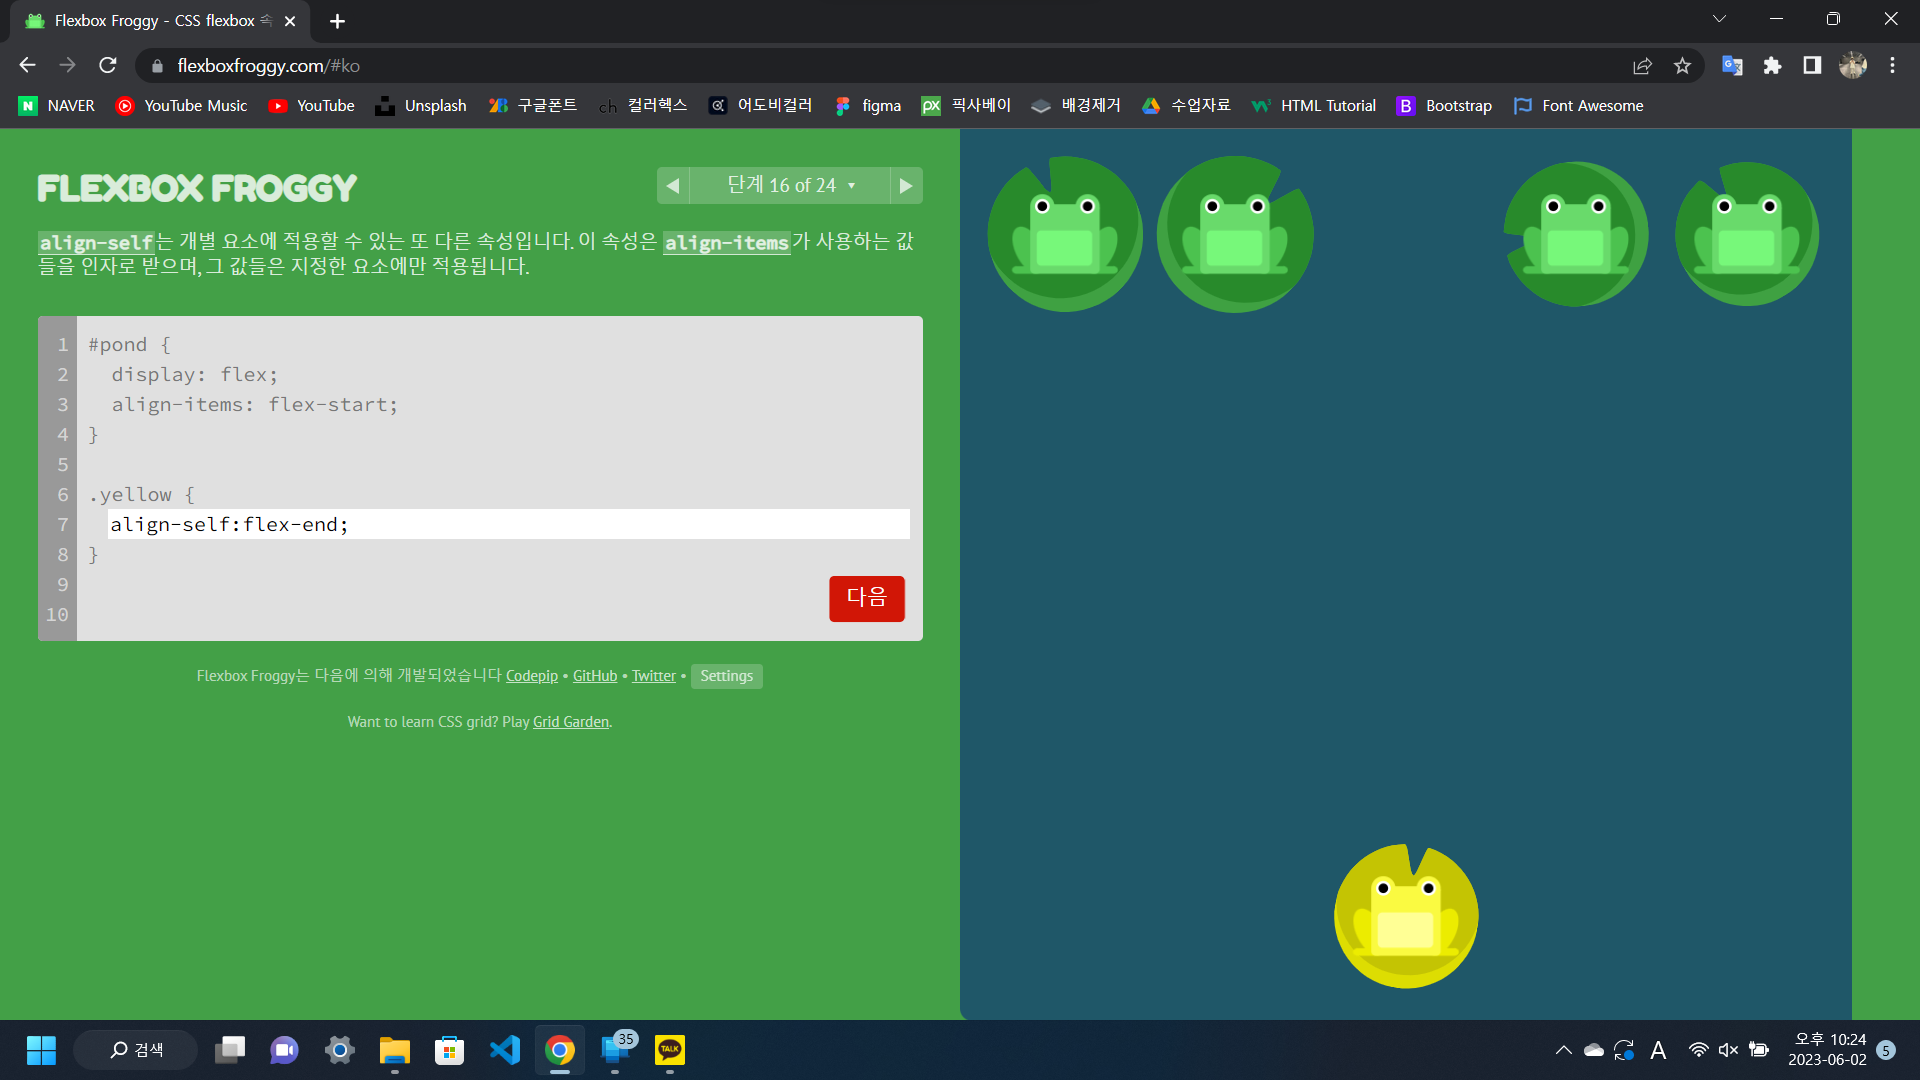 Flexbox Froggy - CSS flexbox 속
flexboxfroggy.com/#ko
NAVER YouTube Music YouTube Unsplash 구글폰트 ch 컬러헥스 어도비컬러 figma px 픽사베이 배경제거 수업자료 HTML Tutorial B Bootstrap Font Awesome
FLEXBOX FROGGY
단계 16 of 24
align-self는 개별 요소에 적용할 수 있는 또 다른 속성입니다. 이 속성은 align-items가 사용하는 값
들을 인자로 받으며, 그 값들은 지정한 요소에만 적용됩니다.
1 #pond {
2 display: flex;
3 align-items: flex-start;
4 }
5
6 .yellow {
7 align-self:flex-end;
8 }
9
10
다음
Flexbox Froggy는 다음에 의해 개발되었습니다 Codepip • GitHub • Twitter • Settings
Want to learn CSS grid? Play Grid Garden.
검색
35
TALK
A
오후 10:24
2023-06-02
5